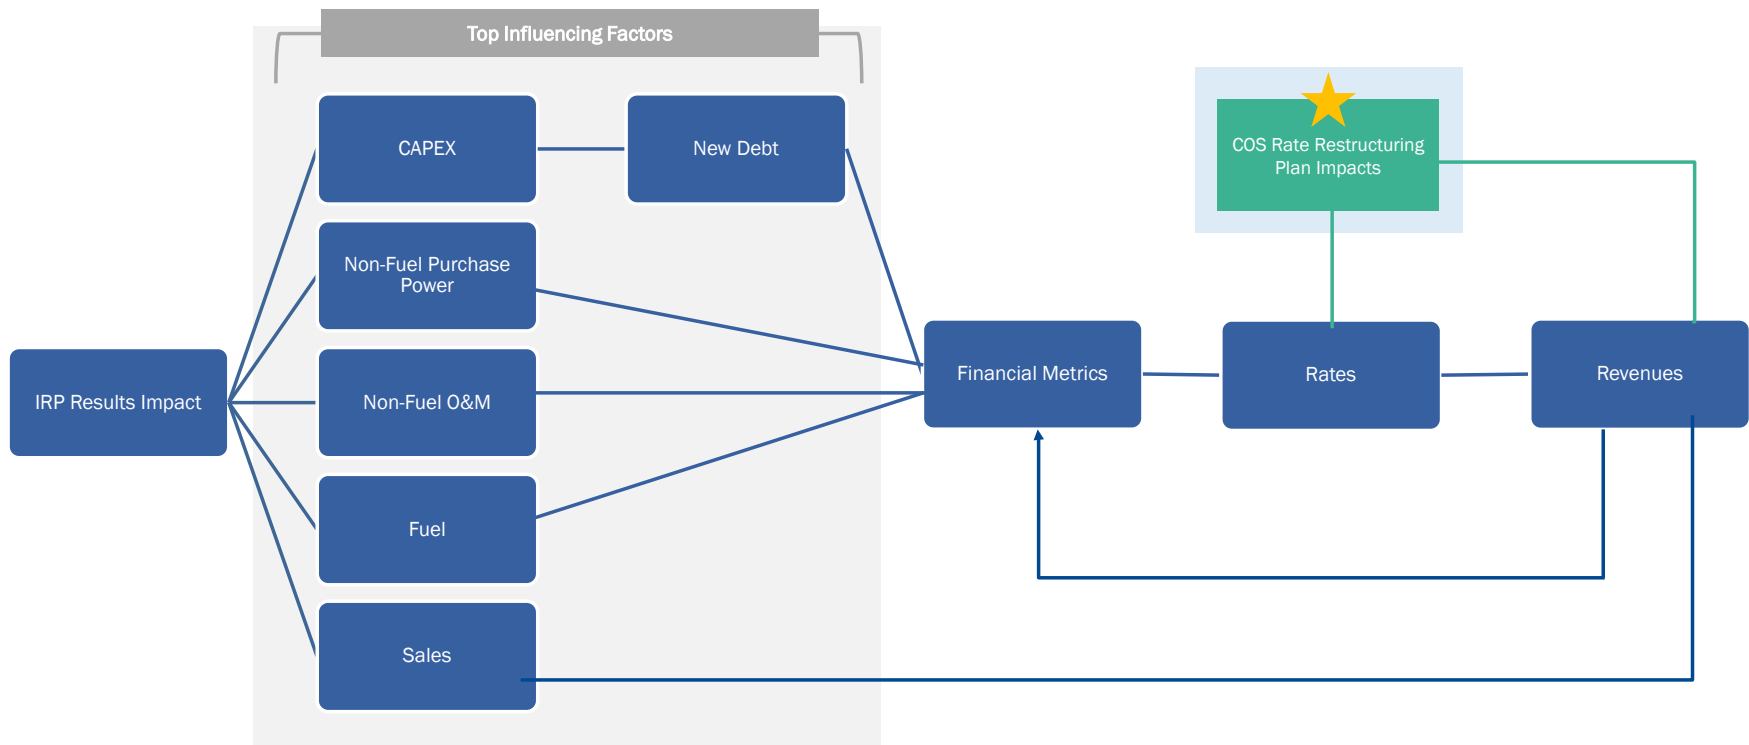 Top Influencing Factors
CAPEX
New Debt
COS Rate Restructuring
Plan Impacts
Non-Fuel Purchase
Power
IRP Results Impact
Non-Fuel O&M
Financial Metrics
Rates
Revenues
Fuel
Sales